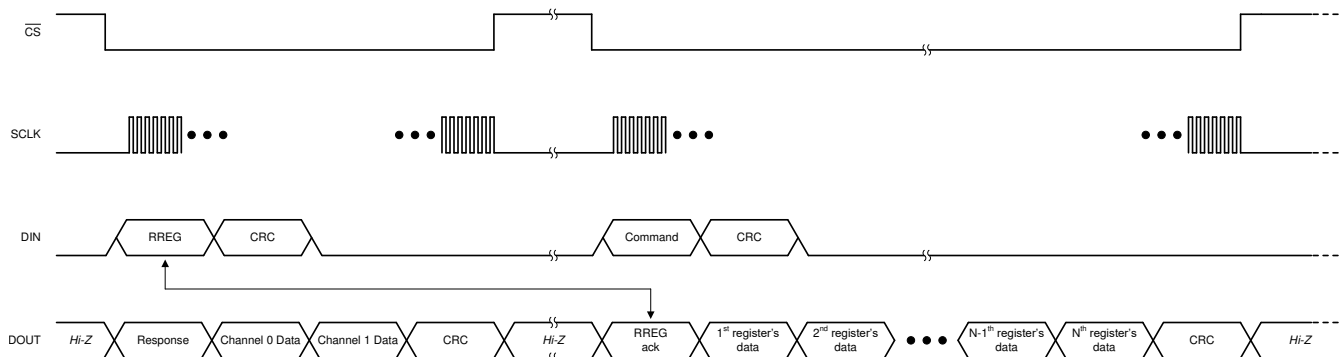 CS
SCLK
DIN
RREG
CRC
Command
CRC
DOUT
Hi-Z
Response
Channel 0 Data
Channel 1 Data
CRC
Hi-Z
RREG
ack
1st register's
data
2nd register's
data
N-1th register's
data
Nth register's
data
CRC
Hi-Z